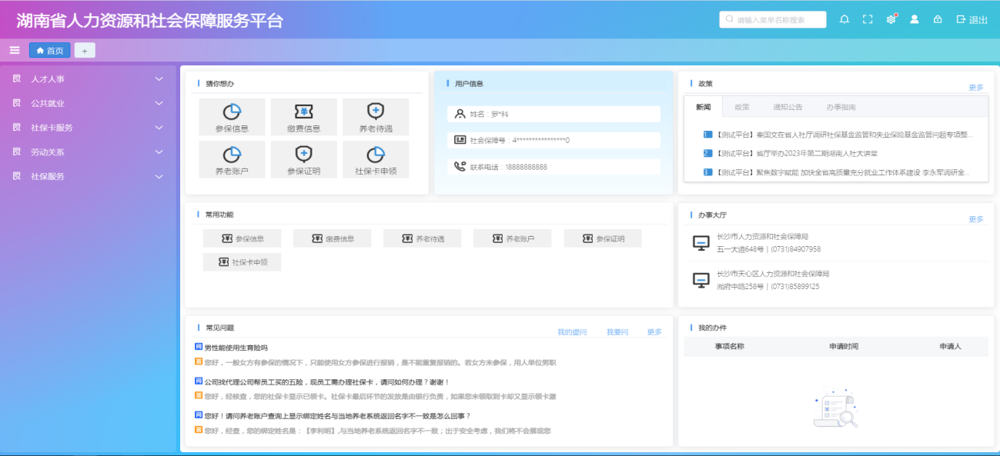 湖南省人力资源和社会保障服务平台
请输入菜单名称搜索
退出
首页
+
人才人事
公共就业
社保卡服务
劳动关系
社保服务
猜你想办
参保信息
缴费信息
养老待遇
养老账户
参保证明
社保卡申领
用户信息
姓名：罗*科
社会保障号：4****************0
联系电话：18888888888
政策
更多
新闻
政策
通知公告
办事指南
1【测试平台】秦国文在省人社厅调研社保基金监管和失业保险基金监管问题专项整...
2【测试平台】省厅举办2023年第二期湖南人社大讲堂
3【测试平台】聚焦数字赋能 加快全省高质量充分就业工作体系建设 李永军调研全...
常用功能
参保信息
缴费信息
养老待遇
养老账户
参保证明
社保卡申领
办事大厅
更多
长沙市人力资源和社会保障局
五一大道648号 | (0731)84907958
长沙市天心区人力资源和社会保障局
湘府中路258号 | (0731)85899125
常见问题
我的提问
我要问
更多
问 男性能使用生育险吗
答 您好，一般女方有参保的情况下，只能使用女方参保进行报销，是不能重复报销的。若女方未参保，用人单位男职
问 公司找代理公司帮员工买的五险，现员工需办理社保卡，请问如何办理？谢谢！
答 您好，经核查，您的社保卡显示已领卡。社保卡最后环节的发放是由银行负责，如果您未领取到卡却又显示领卡激
问 您好！请问养老账户查询上显示绑定姓名与当地养老系统返回名字不一致是怎么回事？
答 您好，经查，您的绑定姓名是：【李利明】,与当地养老系统返回名字不一致；出于安全考虑，我们将不会展现您
我的办件
事项名称
申请时间
申请人